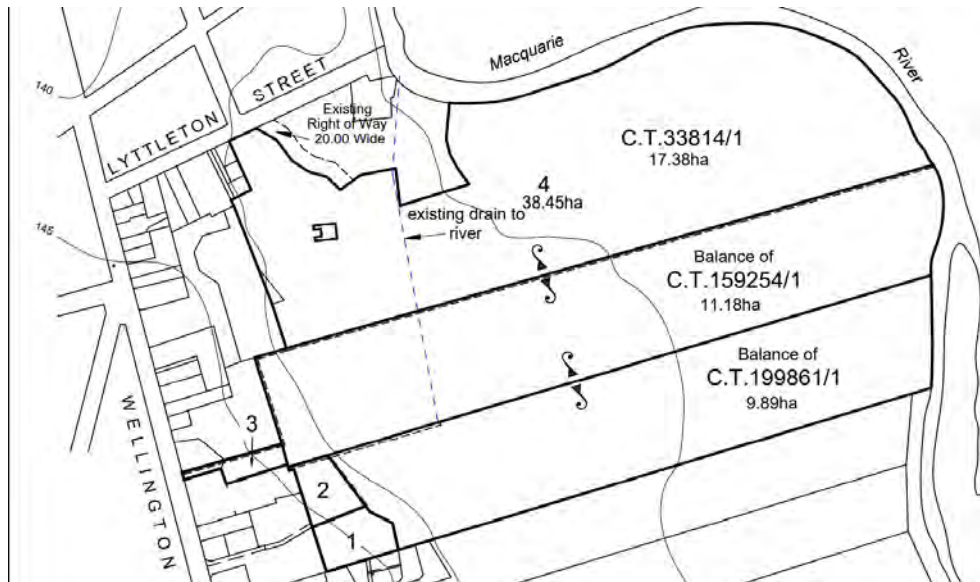 Macquarie
River
140
LYTTLETON STREET
Existing
Right of Way
20.00 Wide
C.T.33814/1
17.38ha
4
38.45ha
existing drain to
river
145
Balance of
C.T.159254/1
11.18ha
Balance of
C.T.199861/1
9.89ha
WELLINGTON
3
2
1